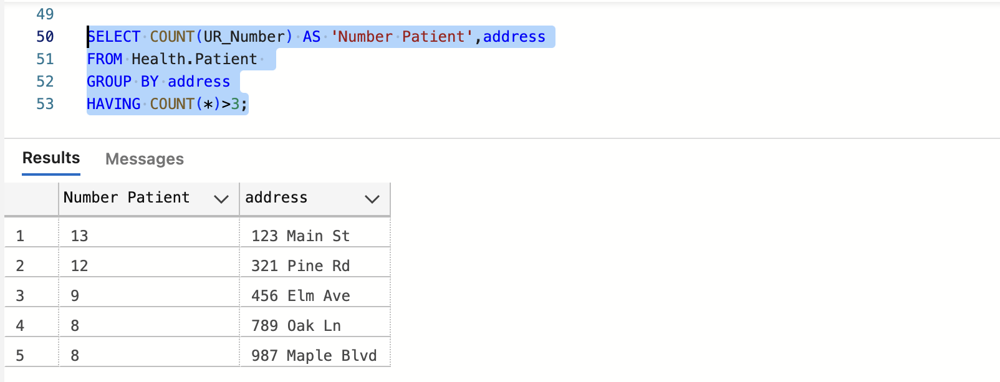 49
50 SELECT COUNT(UR_Number) AS 'Number Patient',address
51 FROM Health.Patient
52 GROUP BY address
53 HAVING COUNT(*)>3;
Results Messages
Number Patient address
1 13 123 Main St
2 12 321 Pine Rd
3 9 456 Elm Ave
4 8 789 Oak Ln
5 8 987 Maple Blvd